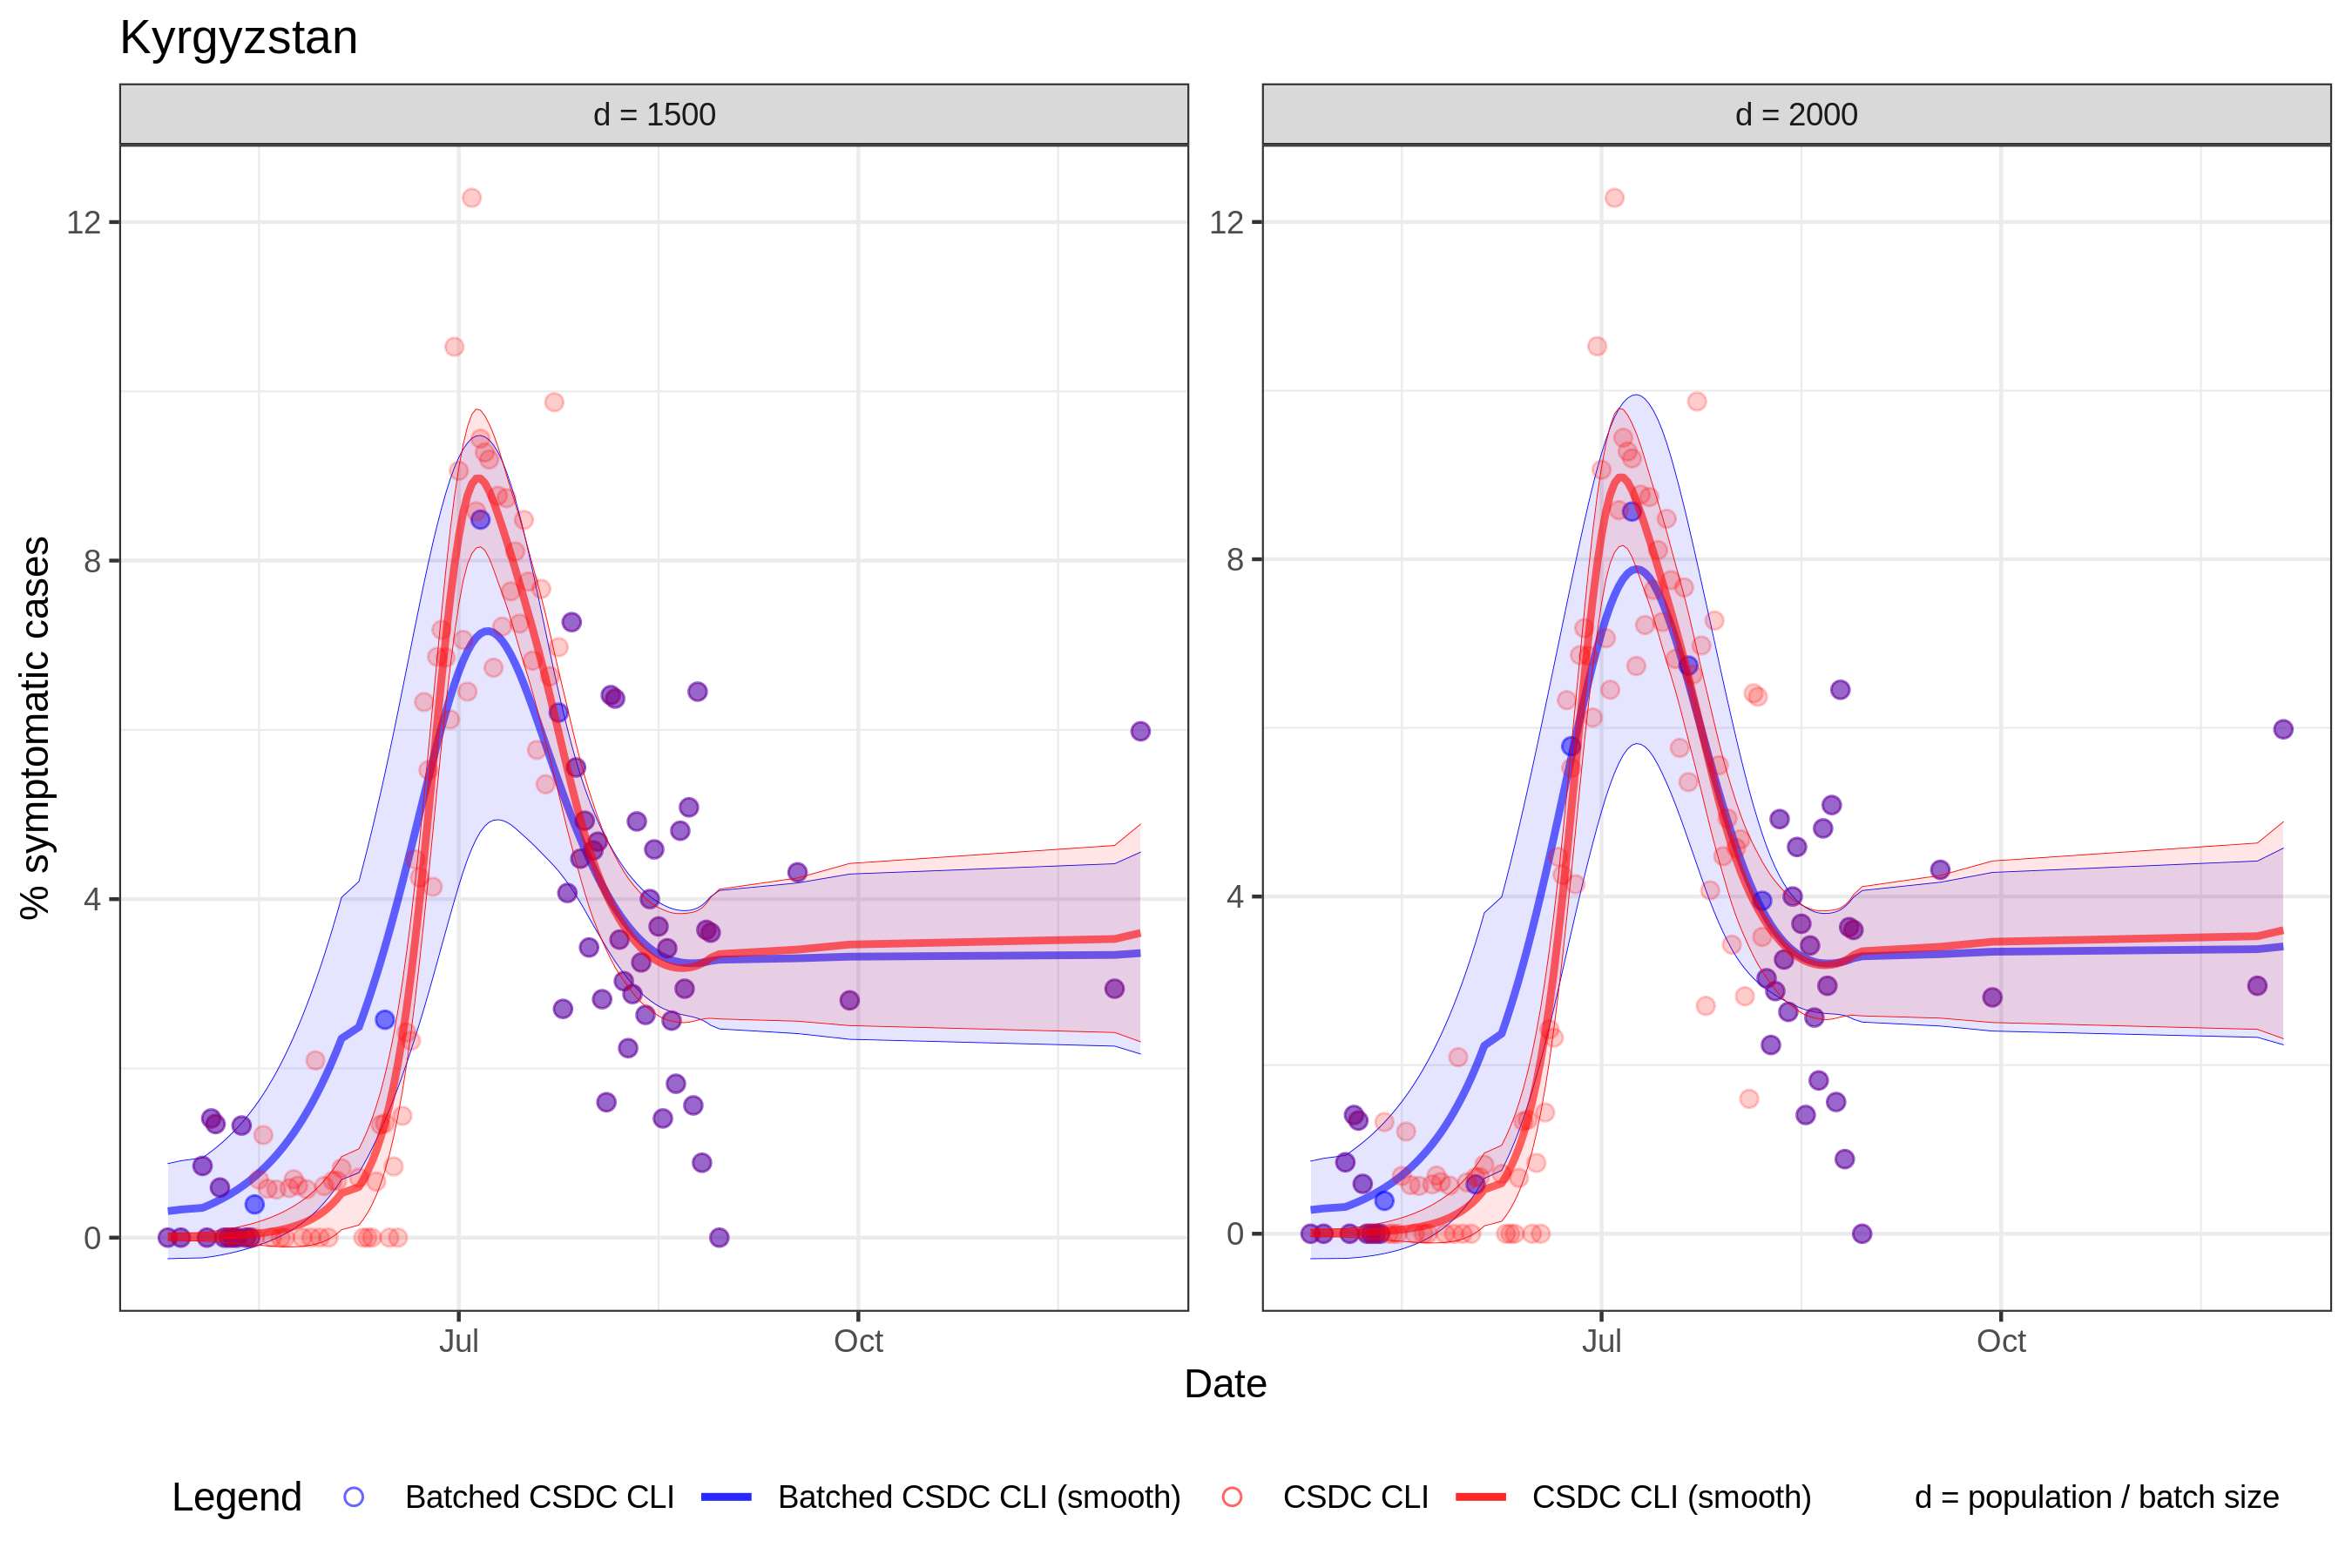 Kyrgyzstan
d = 1500
d = 2000
% symptomatic cases
12
8
4
0
12
8
4
0
Jul
Oct
Jul
Oct
Date
Legend
Batched CSDC CLI
Batched CSDC CLI (smooth)
CSDC CLI
CSDC CLI (smooth)
d = population / batch size